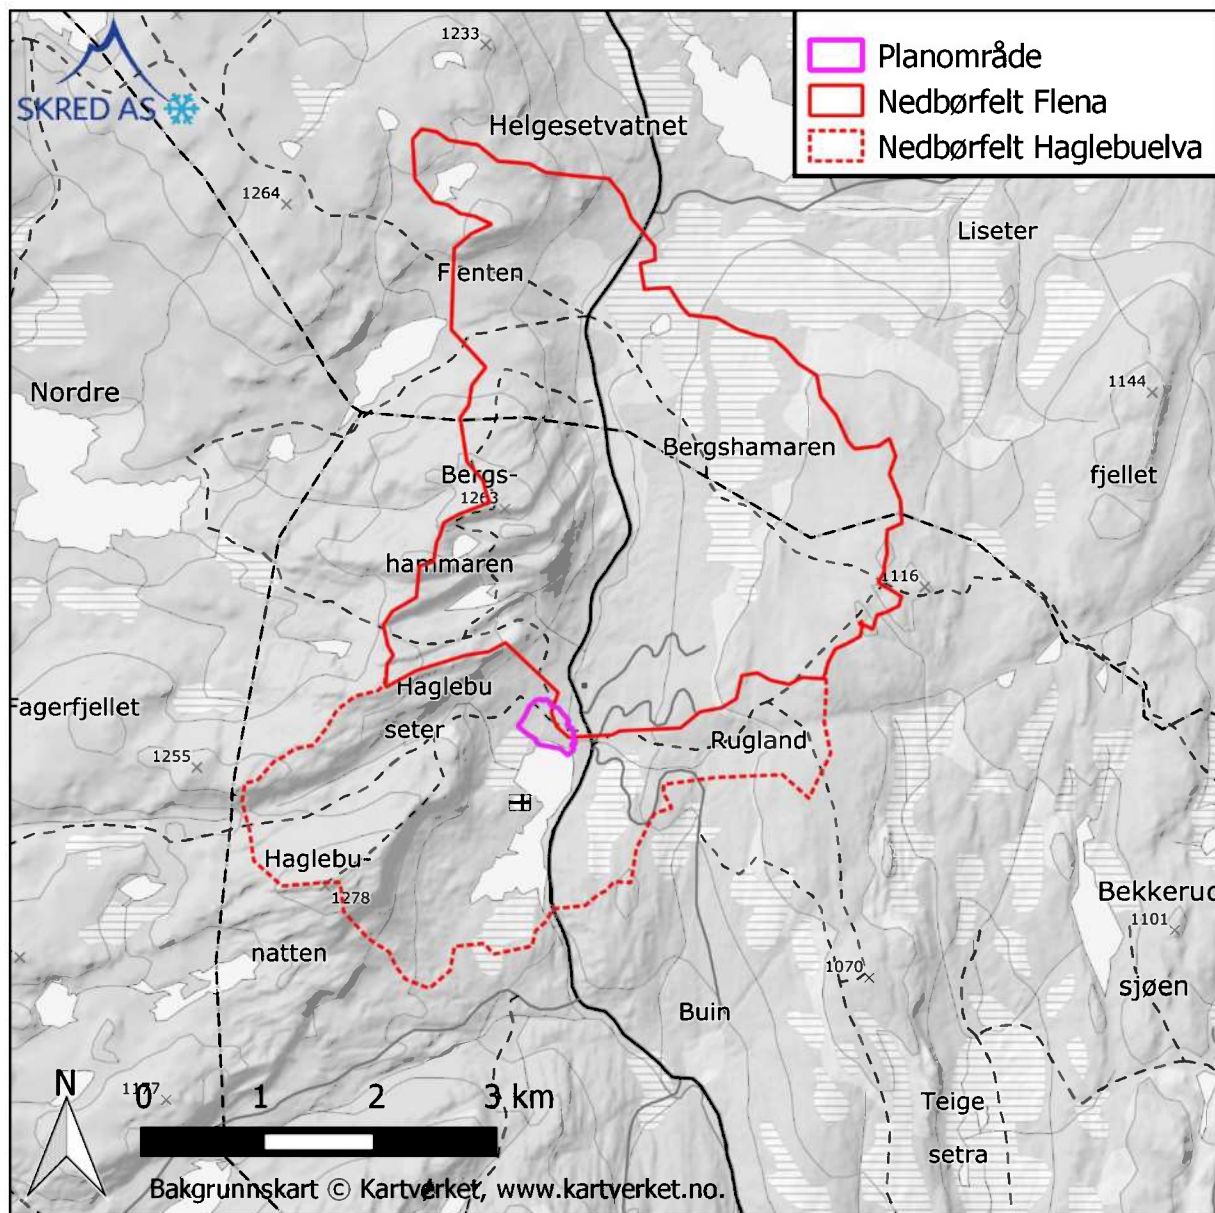 SKRED AS
1233
Helgesetvatnet
Planområde
Nedbørfelt Flena
Nedbørfelt Haglebuelva
1264
Liseter
Flenten
Nordre
1144
Bergshamaren
fjellet
Bergs-
1263
hammaren
1116
Haglebu
seter
Fagerfjellet
Rugland
1255
Haglebu-
1278
natten
Bekkerud
1101
1070
sjøen
Buin
N
1177
0 1 2 3 km
Teige
setra
Bakgrunnskart © Kartverket, www.kartverket.no.